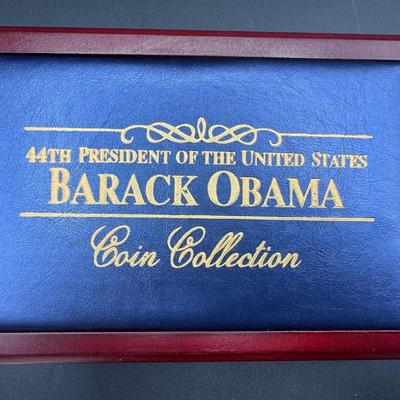 44TH PRESIDENT OF THE UNITED STATES
BARACK OBAMA
Coin Collection